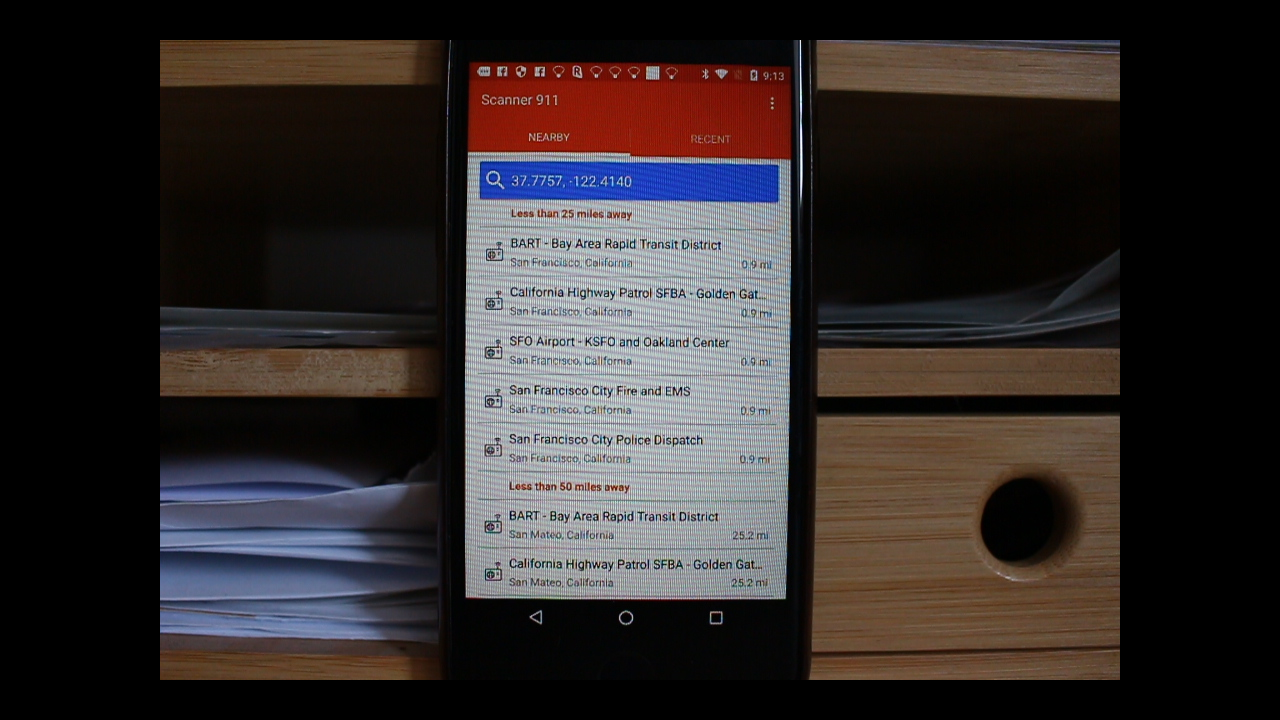 9:13
Scanner 911
NEARBY RECENT
37.7757, -122.4140
Less than 25 miles away
BART - Bay Area Rapid Transit District
San Francisco, California 0.9 mi
California Highway Patrol SFBA - Golden Gat...
San Francisco, California 0.9 mi
SFO Airport - KSFO and Oakland Center
San Francisco, California 0.9 mi
San Francisco City Fire and EMS
San Francisco, California 0.9 mi
San Francisco City Police Dispatch
San Francisco, California 0.9 mi
Less than 50 miles away
BART - Bay Area Rapid Transit District
San Mateo, California 25.2 mi
California Highway Patrol SFBA - Golden Gat...
San Mateo, California 25.2 mi